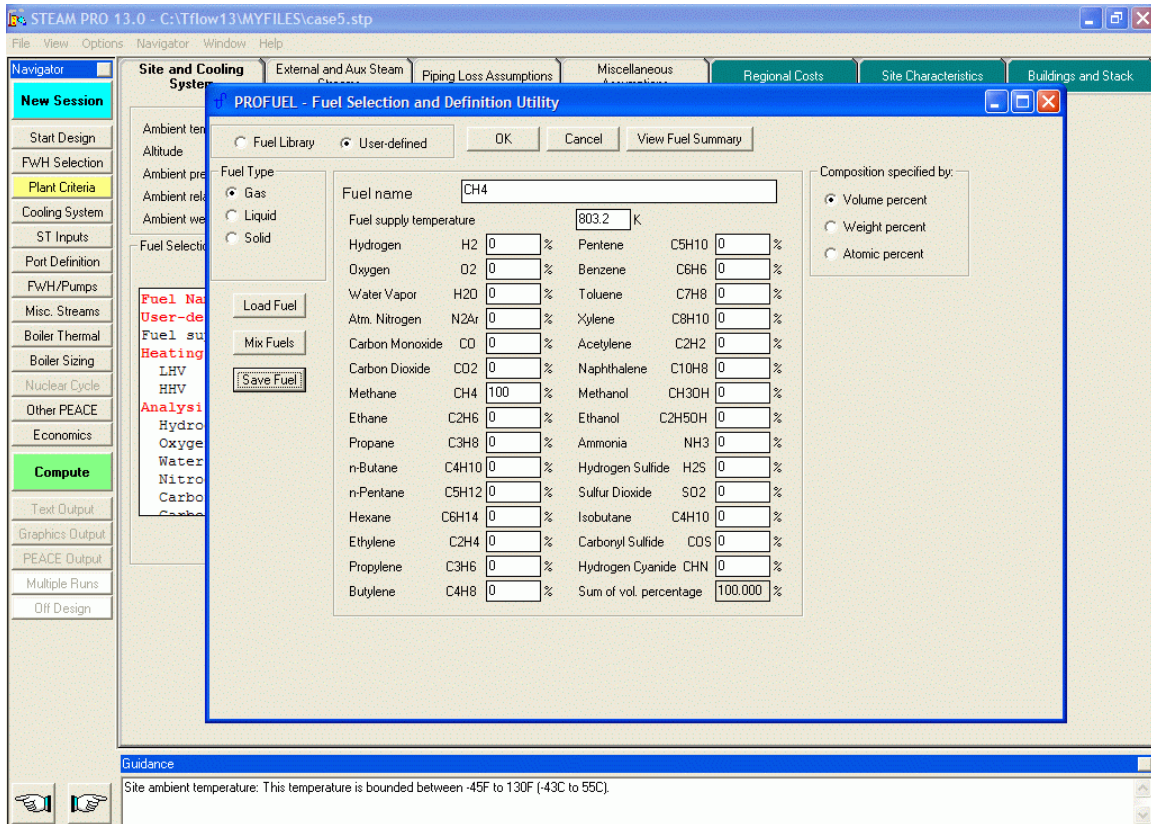 STEAM PRO 13.0 - C:\Tflow13\MYFILES\case5.stp
File View Options Navigator Window Help
Navigator
New Session
Start Design
FWH Selection
Plant Criteria
Cooling System
ST Inputs
Port Definition
FWH/Pumps
Misc. Streams
Boiler Thermal
Boiler Sizing
Nuclear Cycle
Other PEACE
Economics
Compute
Text Output
Graphics Output
PEACE Output
Multiple Runs
Off Design
Site and Cooling
System
External and Aux Steam
Piping Loss Assumptions
Miscellaneous
Regional Costs
Site Characteristics
Buildings and Stack
Ambient ten
Altitude
Ambient pre
Ambient rela
Ambient we
Fuel Selectio
Fuel Na
User-de
Fuel su
Heating
LHV
HHV
Analysi
Hydro
Oxyge
Water
Nitro
Carbo
PROFUEL - Fuel Selection and Definition Utility
Fuel Library User-defined OK Cancel View Fuel Summary
Fuel Type
Gas
Liquid
Solid
Load Fuel
Mix Fuels
Save Fuel
Fuel name CH4
Fuel supply temperature 803.2 K
Hydrogen H2 0 % Pentene C5H10 0 %
Oxygen O2 0 % Benzene C6H6 0 %
Water Vapor H2O 0 % Toluene C7H8 0 %
Atm. Nitrogen N2Ar 0 % Xylene C8H10 0 %
Carbon Monoxide CO 0 % Acetylene C2H2 0 %
Carbon Dioxide CO2 0 % Naphthalene C10H8 0 %
Methane CH4 100 % Methanol CH3OH 0 %
Ethane C2H6 0 % Ethanol C2H5OH 0 %
Propane C3H8 0 % Ammonia NH3 0 %
n-Butane C4H10 0 % Hydrogen Sulfide H2S 0 %
n-Pentane C5H12 0 % Sulfur Dioxide SO2 0 %
Hexane C6H14 0 % Isobutane C4H10 0 %
Ethylene C2H4 0 % Carbonyl Sulfide COS 0 %
Propylene C3H6 0 % Hydrogen Cyanide CHN 0 %
Butylene C4H8 0 % Sum of vol. percentage 100.000 %
Composition specified by:
Volume percent
Weight percent
Atomic percent
Guidance
Site ambient temperature: This temperature is bounded between -45F to 130F (-43C to 55C).